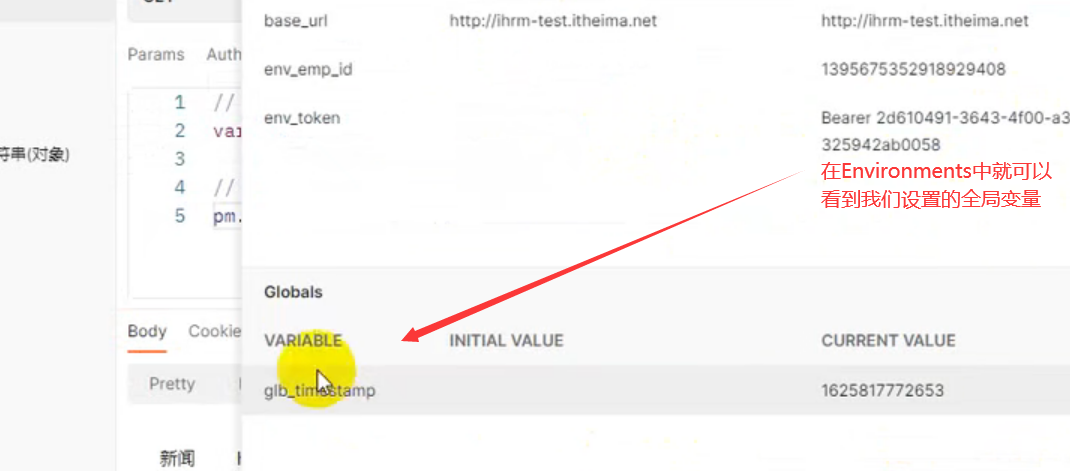 base_url http://ihrm-test.itheima.net http://ihrm-test.itheima.net
Params Auth
env_emp_id 1395675352918929408
1 //
env_token Bearer 2d610491-3643-4f00-a3
2 var
325942ab0058
符串(对象)
3
在Environments中就可以
4 //
看到我们设置的全局变量
5 pm.
Globals
Body Cookie
VARIABLE INITIAL VALUE CURRENT VALUE
Pretty
glb_timestamp 1625817772653
新闻